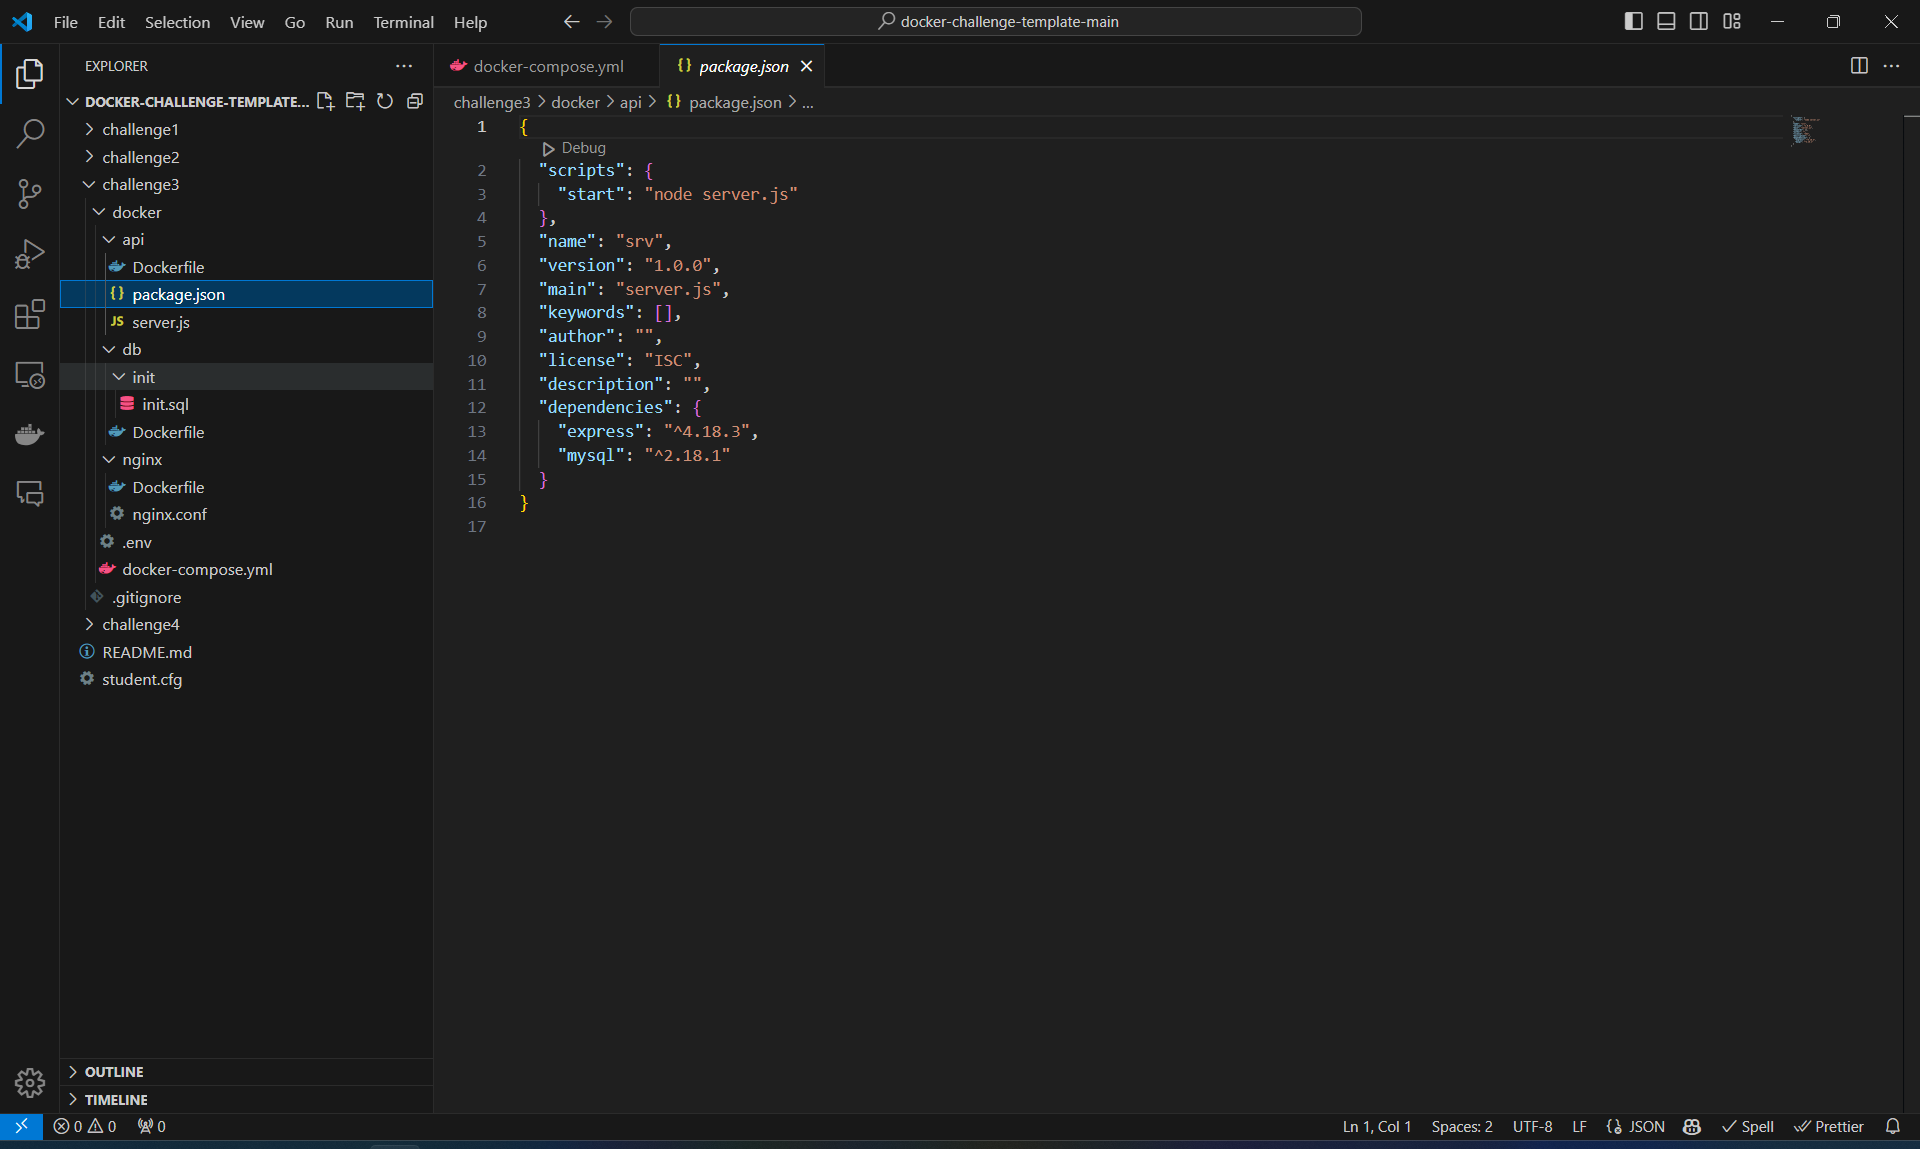 File Edit Selection View Go Run Terminal Help
docker-challenge-template-main
EXPLORER
DOCKER-CHALLENGE-TEMPLATE...
challenge1
challenge2
challenge3
docker
api
Dockerfile
package.json
server.js
db
init
init.sql
Dockerfile
nginx
Dockerfile
nginx.conf
.env
docker-compose.yml
.gitignore
challenge4
README.md
student.cfg
OUTLINE
TIMELINE
docker-compose.yml
package.json
challenge3 > docker > api > {} package.json > ...
1 {
Debug
2 "scripts": {
3 "start": "node server.js"
4 },
5 "name": "srv",
6 "version": "1.0.0",
7 "main": "server.js",
8 "keywords": [],
9 "author": "",
10 "license": "ISC",
11 "description": "",
12 "dependencies": {
13 "express": "^4.18.3",
14 "mysql": "^2.18.1"
15 }
16 }
17
0 0 0
Ln 1, Col 1 Spaces: 2 UTF-8 LF JSON Spell Prettier